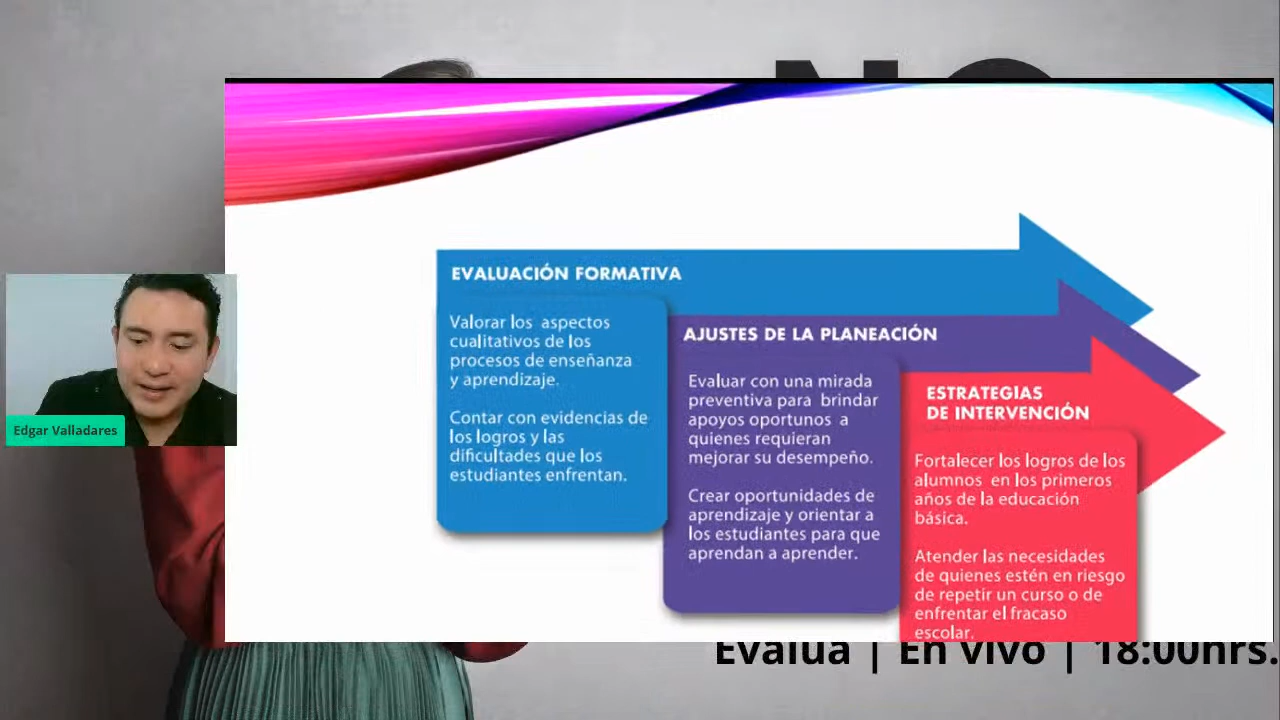 EVALUACIÓN FORMATIVA
Valorar los aspectos
cualitativos de los
procesos de enseñanza
y aprendizaje.
Contar con evidencias de
los logros y las
dificultades que los
estudiantes enfrentan.
AJUSTES DE LA PLANEACIÓN
Evaluar con una mirada
preventiva para brindar
apoyos oportunos a
quienes requieran
mejorar su desempeño.
Crear oportunidades de
aprendizaje y orientar a
los estudiantes para que
aprendan a aprender.
ESTRATEGIAS
DE INTERVENCIÓN
Fortalecer los logros de los
alumnos en los primeros
años de la educación
básica.
Atender las necesidades
de quienes estén en riesgo
de repetir un curso o de
enfrentar el fracaso
escolar.
Edgar Valladares
Evalúa | En vivo | 18:00hrs.